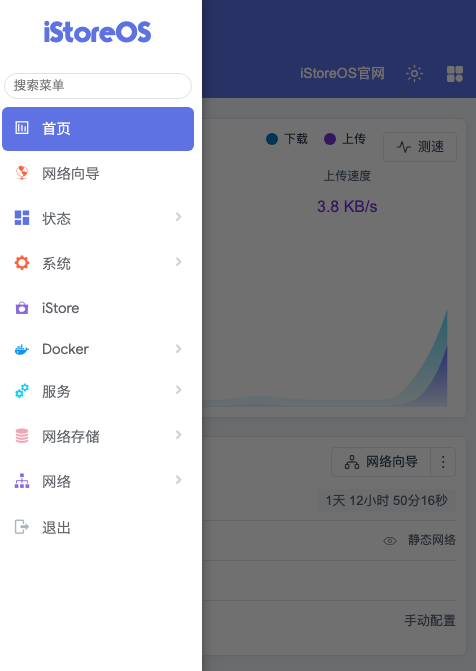 iStoreOS
搜索菜单
首页
网络向导
状态
系统
iStore
Docker
服务
网络存储
网络
退出
iStoreOS官网
下载 上传
测速
上传速度
3.8 KB/s
网络向导
1天 12小时 50分16秒
静态网络
手动配置